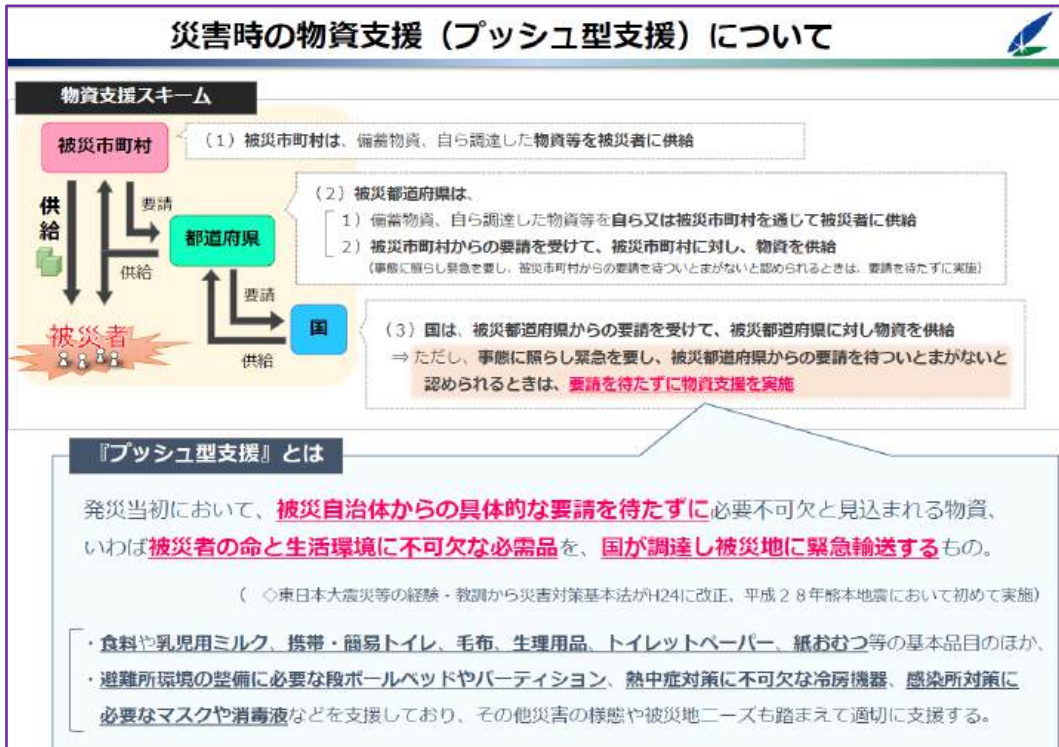 災害時の物資支援（プッシュ型支援）について
物資支援スキーム
被災市町村
（1）被災市町村は、備蓄物資、自ら調達した物資等を被災者に供給
供給
要請
都道府県
供給
（2）被災都道府県は、
1）備蓄物資、自ら調達した物資等を自ら又は被災市町村を通じて被災者に供給
2）被災市町村からの要請を受けて、被災市町村に対し、物資を供給
（事態に照らし緊急を要し、被災市町村からの要請を待ついとまがないと認められるときは、要請を待たずに実施）
要請
国
供給
被災者
（3）国は、被災都道府県からの要請を受けて、被災都道府県に対し物資を供給
⇒ ただし、事態に照らし緊急を要し、被災都道府県からの要請を待ついとまがないと
認められるときは、要請を待たずに物資支援を実施
『プッシュ型支援』とは
発災当初において、被災自治体からの具体的な要請を待たずに必要不可欠と見込まれる物資、
いわば被災者の命と生活環境に不可欠な必需品を、国が調達し被災地に緊急輸送するもの。
（ ◇東日本大震災等の経験・教訓から災害対策基本法がH24に改正、平成２８年熊本地震において初めて実施）
・食料や乳児用ミルク、携帯・簡易トイレ、毛布、生理用品、トイレットペーパー、紙おむつ等の基本品目のほか、
・避難所環境の整備に必要な段ボールベッドやパーティション、熱中症対策に不可欠な冷房機器、感染所対策に
必要なマスクや消毒液などを支援しており、その他災害の様態や被災地ニーズも踏まえて適切に支援する。